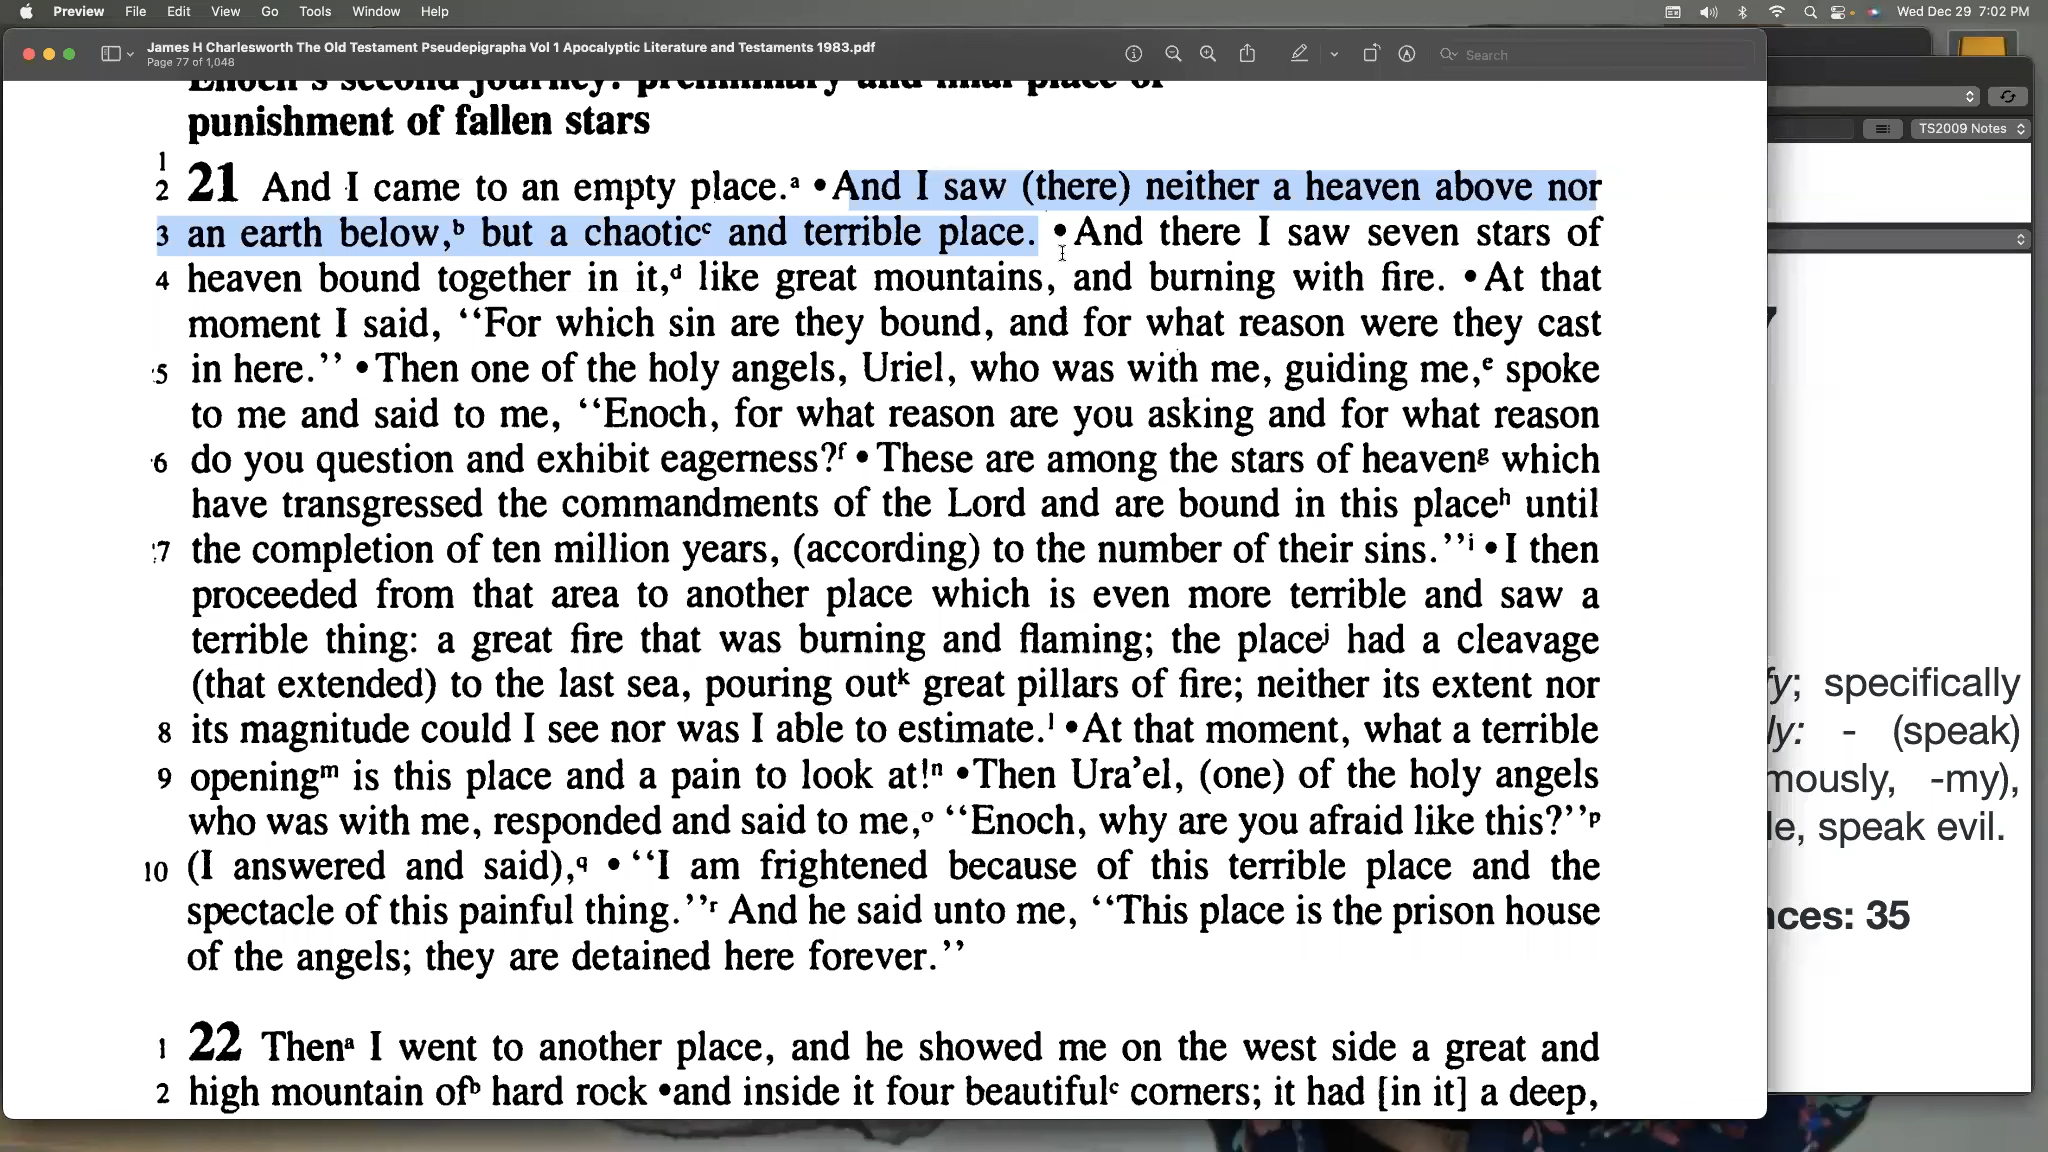 Preview File Edit View Go Tools Window Help Wed Dec 29 7:02 PM
James H Charlesworth The Old Testament Pseudepigrapha Vol 1 Apocalyptic Literature and Testaments 1983.pdf
Page 77 of 1,048
Search
TS2009 Notes
Enoch's second journey: preliminary and final place of
punishment of fallen stars
1
2 21 And I came to an empty place.ᵃ •And I saw (there) neither a heaven above nor
3 an earth below,ᵇ but a chaoticᶜ and terrible place. •And there I saw seven stars of
4 heaven bound together in it,ᵈ like great mountains, and burning with fire. •At that
moment I said, ‘‘For which sin are they bound, and for what reason were they cast
5 in here.’’ •Then one of the holy angels, Uriel, who was with me, guiding me,ᵉ spoke
to me and said to me, ‘‘Enoch, for what reason are you asking and for what reason
6 do you question and exhibit eagerness?ᶠ •These are among the stars of heavenᵍ which
have transgressed the commandments of the Lord and are bound in this placeʰ until
7 the completion of ten million years, (according) to the number of their sins.’’ⁱ •I then
proceeded from that area to another place which is even more terrible and saw a
terrible thing: a great fire that was burning and flaming; the placeʲ had a cleavage
(that extended) to the last sea, pouring outᵏ great pillars of fire; neither its extent nor
8 its magnitude could I see nor was I able to estimate.ˡ •At that moment, what a terrible
9 openingᵐ is this place and a pain to look at!ⁿ •Then Ura’el, (one) of the holy angels
who was with me, responded and said to me,ᵒ ‘‘Enoch, why are you afraid like this?’’ᵖ
10 (I answered and said),q • ‘‘I am frightened because of this terrible place and the
spectacle of this painful thing.’’ʳ And he said unto me, ‘‘This place is the prison house
of the angels; they are detained here forever.’’
1 22 Thenᵃ I went to another place, and he showed me on the west side a great and
2 high mountain ofᵇ hard rock •and inside it four beautifulᶜ corners; it had [in it] a deep,
fy; specifically
ly: - (speak)
mously, -my),
le, speak evil.
nces: 35